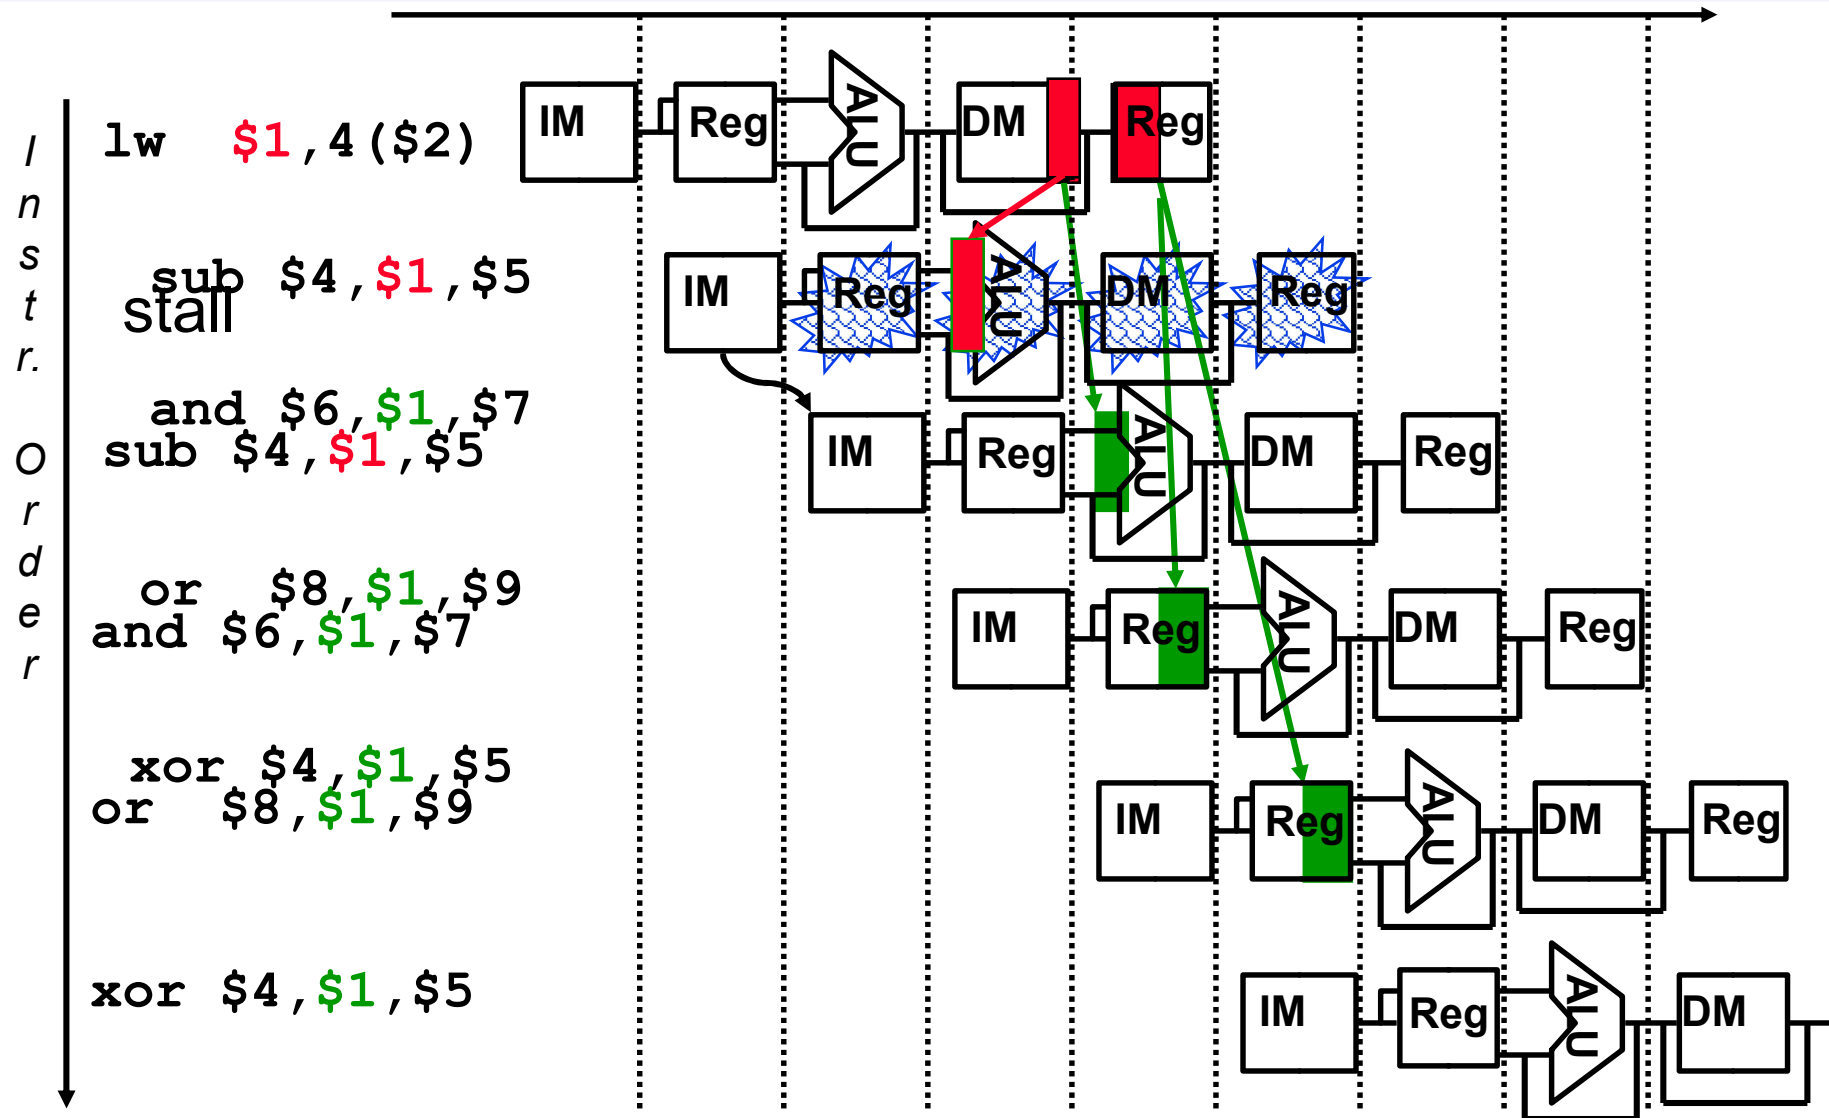 Instr. Order
lw $1,4($2)
IM Reg ALU DM Reg
sub $4,$1,$5
stall
IM Reg ALU DM Reg
and $6,$1,$7
sub $4,$1,$5
IM Reg ALU DM Reg
or $8,$1,$9
and $6,$1,$7
IM Reg ALU DM Reg
xor $4,$1,$5
or $8,$1,$9
IM Reg ALU DM Reg
xor $4,$1,$5
IM Reg ALU DM